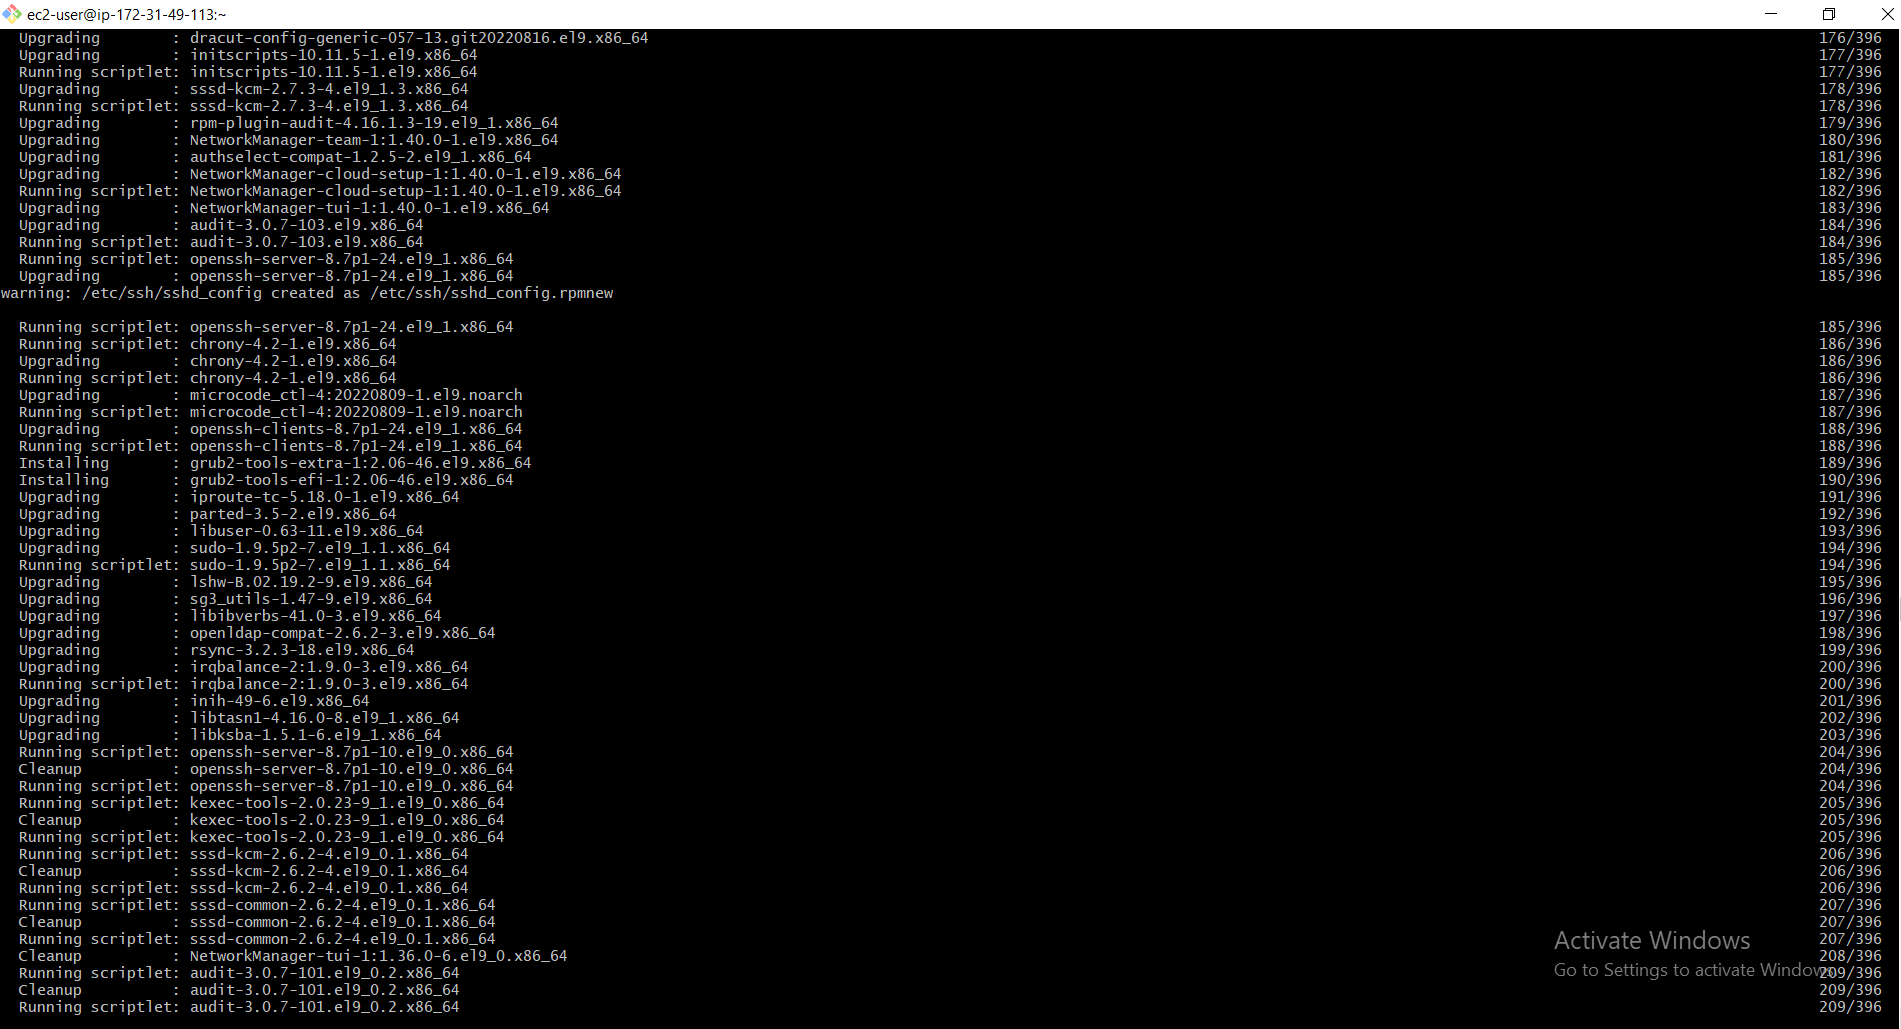 ec2-user@ip-172-31-49-113:~
Upgrading : dracut-config-generic-057-13.git20220816.el9.x86_64 176/396
Upgrading : initscripts-10.11.5-1.el9.x86_64 177/396
Running scriptlet: initscripts-10.11.5-1.el9.x86_64 177/396
Upgrading : sssd-kcm-2.7.3-4.el9_1.3.x86_64 178/396
Running scriptlet: sssd-kcm-2.7.3-4.el9_1.3.x86_64 178/396
Upgrading : rpm-plugin-audit-4.16.1.3-19.el9_1.x86_64 179/396
Upgrading : NetworkManager-team-1:1.40.0-1.el9.x86_64 180/396
Upgrading : authselect-compat-1.2.5-2.el9_1.x86_64 181/396
Upgrading : NetworkManager-cloud-setup-1:1.40.0-1.el9.x86_64 182/396
Running scriptlet: NetworkManager-cloud-setup-1:1.40.0-1.el9.x86_64 182/396
Upgrading : NetworkManager-tui-1:1.40.0-1.el9.x86_64 183/396
Upgrading : audit-3.0.7-103.el9.x86_64 184/396
Running scriptlet: audit-3.0.7-103.el9.x86_64 184/396
Running scriptlet: openssh-server-8.7p1-24.el9_1.x86_64 185/396
Upgrading : openssh-server-8.7p1-24.el9_1.x86_64 185/396
warning: /etc/ssh/sshd_config created as /etc/ssh/sshd_config.rpmnew
Running scriptlet: openssh-server-8.7p1-24.el9_1.x86_64 185/396
Running scriptlet: chrony-4.2-1.el9.x86_64 186/396
Upgrading : chrony-4.2-1.el9.x86_64 186/396
Running scriptlet: chrony-4.2-1.el9.x86_64 186/396
Upgrading : microcode_ctl-4:20220809-1.el9.noarch 187/396
Running scriptlet: microcode_ctl-4:20220809-1.el9.noarch 187/396
Upgrading : openssh-clients-8.7p1-24.el9_1.x86_64 188/396
Running scriptlet: openssh-clients-8.7p1-24.el9_1.x86_64 188/396
Installing : grub2-tools-extra-1:2.06-46.el9.x86_64 189/396
Installing : grub2-tools-efi-1:2.06-46.el9.x86_64 190/396
Upgrading : iproute-tc-5.18.0-1.el9.x86_64 191/396
Upgrading : parted-3.5-2.el9.x86_64 192/396
Upgrading : libuser-0.63-11.el9.x86_64 193/396
Upgrading : sudo-1.9.5p2-7.el9_1.1.x86_64 194/396
Running scriptlet: sudo-1.9.5p2-7.el9_1.1.x86_64 194/396
Upgrading : lshw-B.02.19.2-9.el9.x86_64 195/396
Upgrading : sg3_utils-1.47-9.el9.x86_64 196/396
Upgrading : libibverbs-41.0-3.el9.x86_64 197/396
Upgrading : openldap-compat-2.6.2-3.el9.x86_64 198/396
Upgrading : rsync-3.2.3-18.el9.x86_64 199/396
Upgrading : irqbalance-2:1.9.0-3.el9.x86_64 200/396
Running scriptlet: irqbalance-2:1.9.0-3.el9.x86_64 200/396
Upgrading : inih-49-6.el9.x86_64 201/396
Upgrading : libtasn1-4.16.0-8.el9_1.x86_64 202/396
Upgrading : libksba-1.5.1-6.el9_1.x86_64 203/396
Running scriptlet: openssh-server-8.7p1-10.el9_0.x86_64 204/396
Cleanup : openssh-server-8.7p1-10.el9_0.x86_64 204/396
Running scriptlet: openssh-server-8.7p1-10.el9_0.x86_64 204/396
Running scriptlet: kexec-tools-2.0.23-9_1.el9_0.x86_64 205/396
Cleanup : kexec-tools-2.0.23-9_1.el9_0.x86_64 205/396
Running scriptlet: kexec-tools-2.0.23-9_1.el9_0.x86_64 205/396
Running scriptlet: sssd-kcm-2.6.2-4.el9_0.1.x86_64 206/396
Cleanup : sssd-kcm-2.6.2-4.el9_0.1.x86_64 206/396
Running scriptlet: sssd-kcm-2.6.2-4.el9_0.1.x86_64 206/396
Running scriptlet: sssd-common-2.6.2-4.el9_0.1.x86_64 207/396
Cleanup : sssd-common-2.6.2-4.el9_0.1.x86_64 207/396
Running scriptlet: sssd-common-2.6.2-4.el9_0.1.x86_64 207/396
Cleanup : NetworkManager-tui-1:1.36.0-6.el9_0.x86_64 208/396
Running scriptlet: audit-3.0.7-101.el9_0.2.x86_64 209/396
Cleanup : audit-3.0.7-101.el9_0.2.x86_64 209/396
Running scriptlet: audit-3.0.7-101.el9_0.2.x86_64 209/396
Activate Windows
Go to Settings to activate Windows